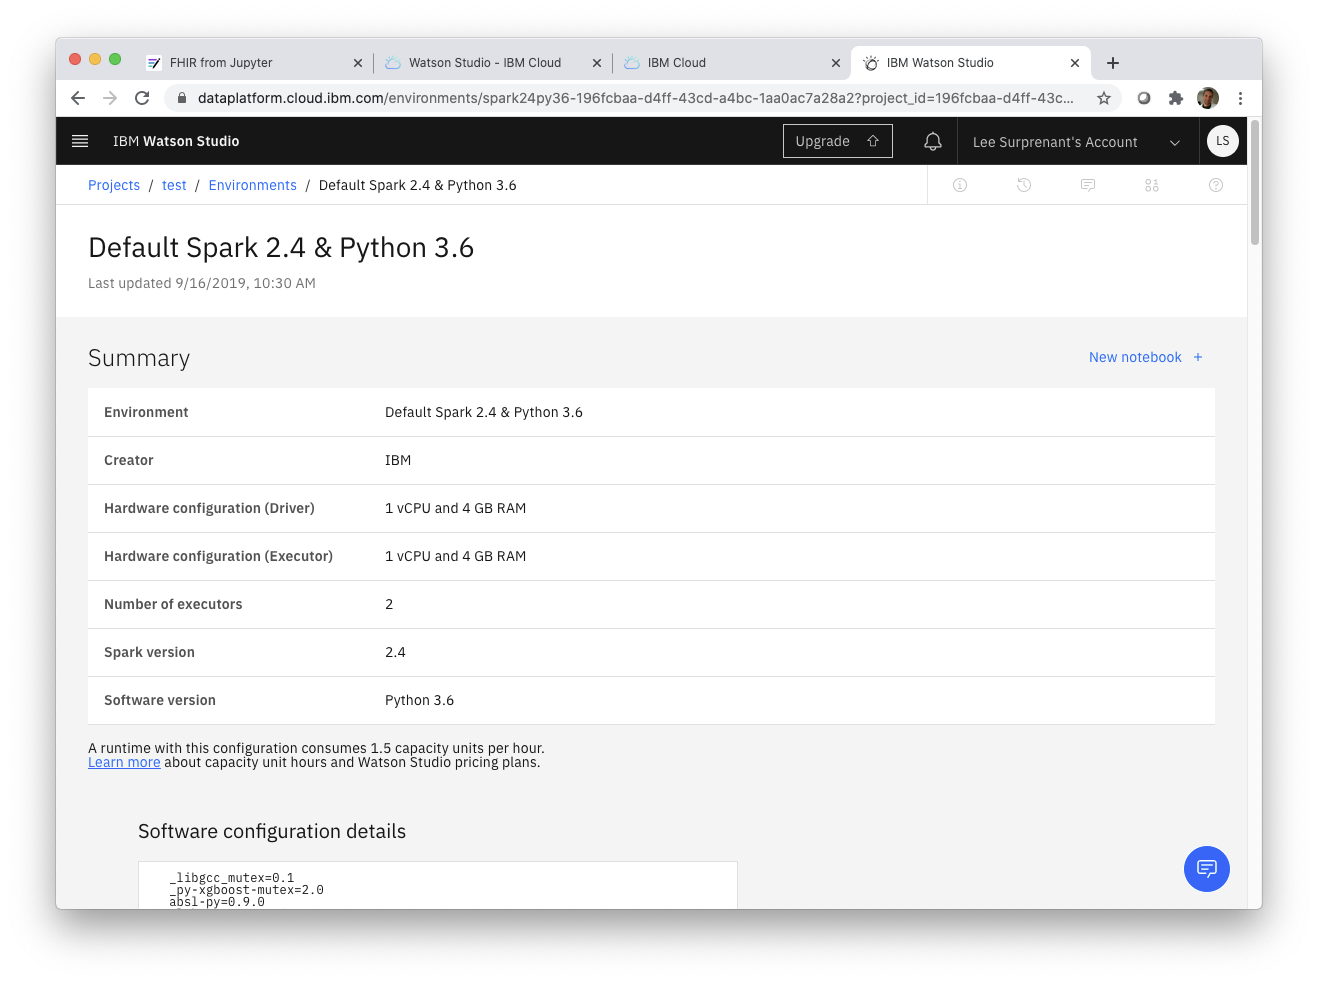 FHIR from Jupyter
Watson Studio - IBM Cloud
IBM Cloud
IBM Watson Studio
dataplatform.cloud.ibm.com/environments/spark24py36-196fcbaa-d4ff-43cd-a4bc-1aa0ac7a28a2?project_id=196fcbaa-d4ff-43c...
IBM Watson Studio
Upgrade
Lee Surprenant's Account
LS
Projects / test / Environments / Default Spark 2.4 & Python 3.6
Default Spark 2.4 & Python 3.6
Last updated 9/16/2019, 10:30 AM
Summary
New notebook +
Environment Default Spark 2.4 & Python 3.6
Creator IBM
Hardware configuration (Driver) 1 vCPU and 4 GB RAM
Hardware configuration (Executor) 1 vCPU and 4 GB RAM
Number of executors 2
Spark version 2.4
Software version Python 3.6
A runtime with this configuration consumes 1.5 capacity units per hour.
Learn more about capacity unit hours and Watson Studio pricing plans.
Software configuration details
_libgcc_mutex=0.1
_py-xgboost-mutex=2.0
absl-py=0.9.0